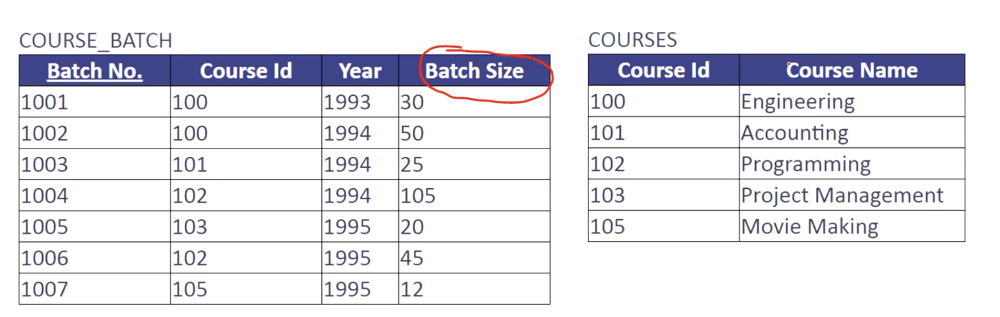 COURSE_BATCH
Batch No. Course Id Year Batch Size
1001 100 1993 30
1002 100 1994 50
1003 101 1994 25
1004 102 1994 105
1005 103 1995 20
1006 102 1995 45
1007 105 1995 12
COURSES
Course Id Course Name
100 Engineering
101 Accounting
102 Programming
103 Project Management
105 Movie Making